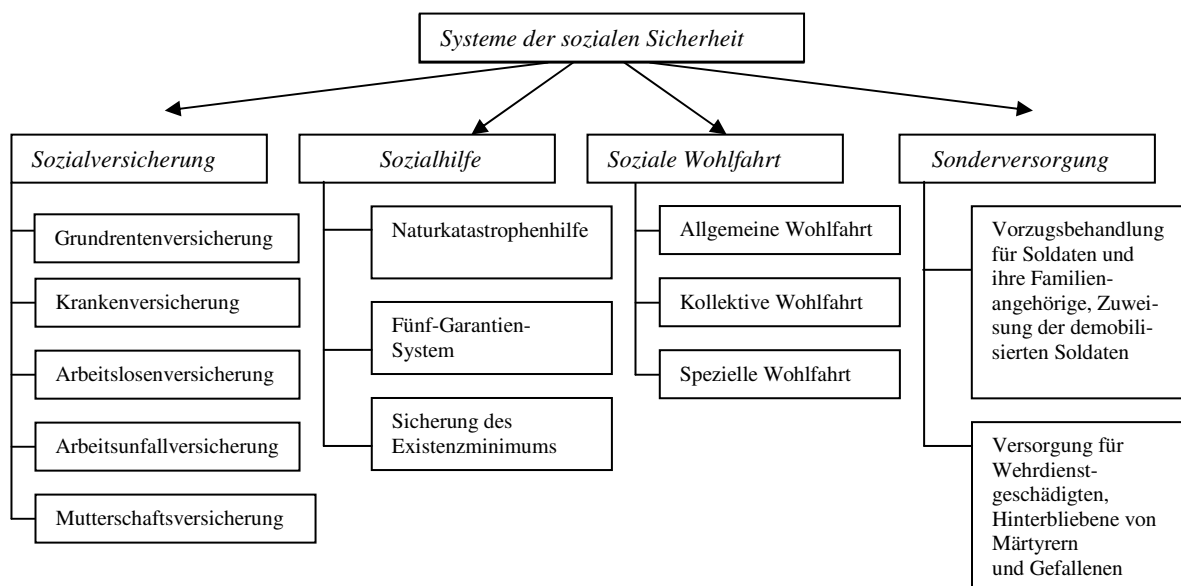 Systeme der sozialen Sicherheit
Sozialversicherung
Grundrentenversicherung
Krankenversicherung
Arbeitslosenversicherung
Arbeitsunfallversicherung
Mutterschaftsversicherung
Sozialhilfe
Naturkatastrophenhilfe
Fünf-Garantien-
System
Sicherung des
Existenzminimums
Soziale Wohlfahrt
Allgemeine Wohlfahrt
Kollektive Wohlfahrt
Spezielle Wohlfahrt
Sonderversorgung
Vorzugsbehandlung
für Soldaten und
ihre Familien-
angehörige, Zuwei-
sung der demobili-
sierten Soldaten
Versorgung für
Wehrdienst-
geschädigten,
Hinterbliebene von
Märtyrern
und Gefallenen